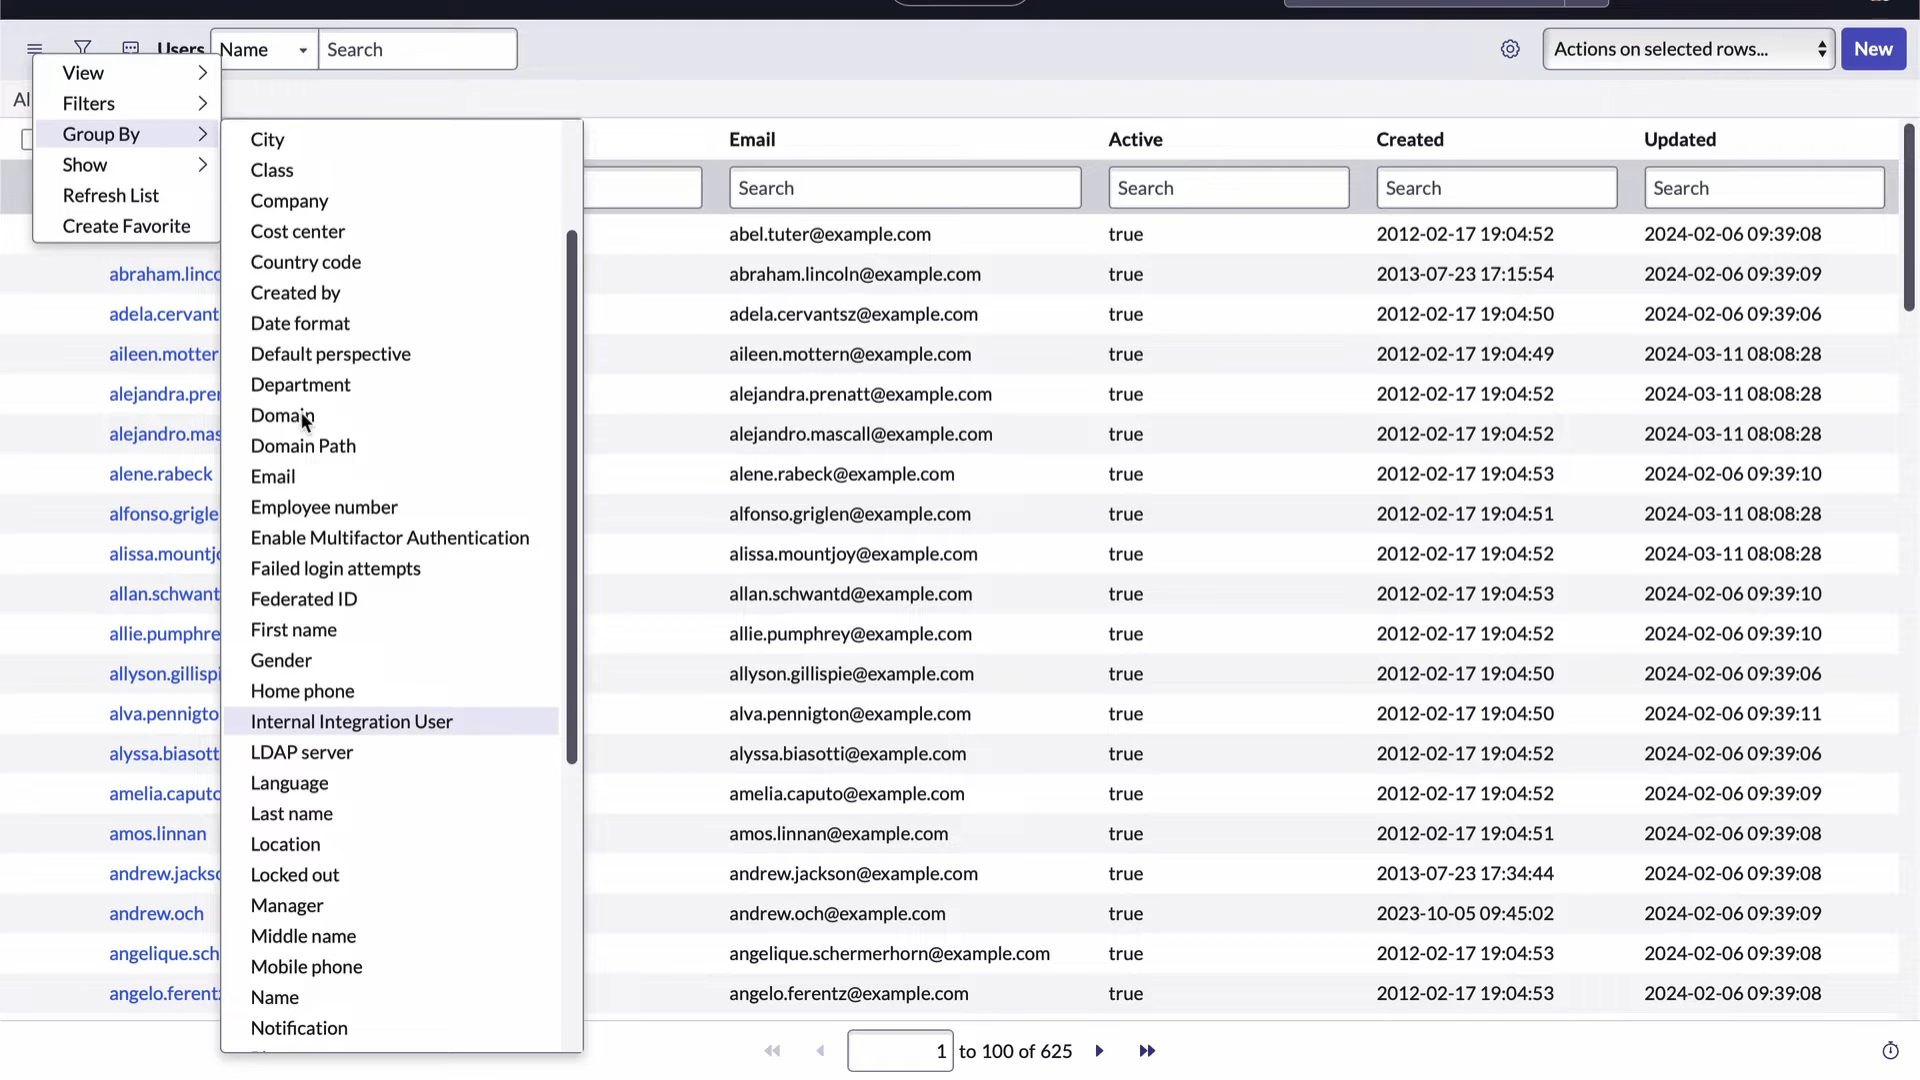 Users Name Search Actions on selected rows... New
View
Filters
Group By
Show
Refresh List
Create Favorite
City
Class
Company
Cost center
Country code
Created by
Date format
Default perspective
Department
Domain
Domain Path
Email
Employee number
Enable Multifactor Authentication
Failed login attempts
Federated ID
First name
Gender
Home phone
Internal Integration User
LDAP server
Language
Last name
Location
Locked out
Manager
Middle name
Mobile phone
Name
Notification
Email Active Created Updated
Search Search Search Search
abel.tuter@example.com true 2012-02-17 19:04:52 2024-02-06 09:39:08
abraham.linco abraham.lincoln@example.com true 2013-07-23 17:15:54 2024-02-06 09:39:09
adela.cervant adela.cervantsz@example.com true 2012-02-17 19:04:50 2024-02-06 09:39:06
aileen.motter aileen.mottern@example.com true 2012-02-17 19:04:49 2024-03-11 08:08:28
alejandra.pren alejandra.prenatt@example.com true 2012-02-17 19:04:52 2024-03-11 08:08:28
alejandro.mas alejandro.mascall@example.com true 2012-02-17 19:04:52 2024-03-11 08:08:28
alene.rabeck alene.rabeck@example.com true 2012-02-17 19:04:53 2024-02-06 09:39:10
alfonso.grigle alfonso.griglen@example.com true 2012-02-17 19:04:51 2024-03-11 08:08:28
alissa.mountjo alissa.mountjoy@example.com true 2012-02-17 19:04:52 2024-03-11 08:08:28
allan.schwant allan.schwantd@example.com true 2012-02-17 19:04:53 2024-02-06 09:39:10
allie.pumphre allie.pumphrey@example.com true 2012-02-17 19:04:52 2024-02-06 09:39:10
allyson.gillispi allyson.gillispie@example.com true 2012-02-17 19:04:50 2024-02-06 09:39:06
alva.pennigto alva.pennigton@example.com true 2012-02-17 19:04:50 2024-02-06 09:39:11
alyssa.biasott alyssa.biasotti@example.com true 2012-02-17 19:04:52 2024-02-06 09:39:06
amelia.caputo amelia.caputo@example.com true 2012-02-17 19:04:52 2024-02-06 09:39:09
amos.linnan amos.linnan@example.com true 2012-02-17 19:04:51 2024-02-06 09:39:08
andrew.jackso andrew.jackson@example.com true 2013-07-23 17:34:44 2024-02-06 09:39:08
andrew.och andrew.och@example.com true 2023-10-05 09:45:02 2024-02-06 09:39:09
angelique.sch angelique.schermerhorn@example.com true 2012-02-17 19:04:53 2024-02-06 09:39:08
angelo.ferentz angelo.ferentz@example.com true 2012-02-17 19:04:53 2024-02-06 09:39:08
1 to 100 of 625